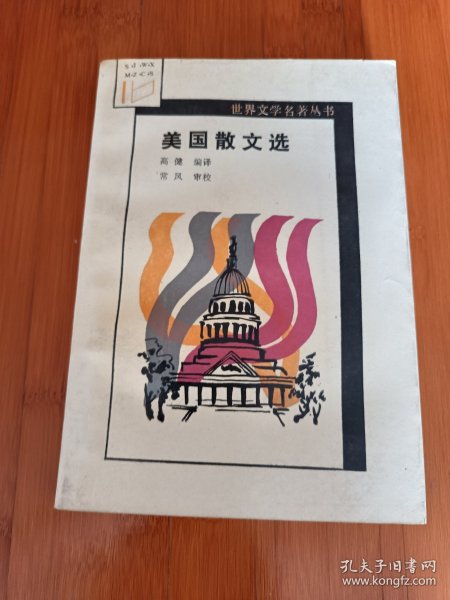 S·J·W·X
M·Z·C·S
世界文学名著丛书
美国散文选
高健 编译
常风 审校
孔夫子旧书网
www.kongfz.com